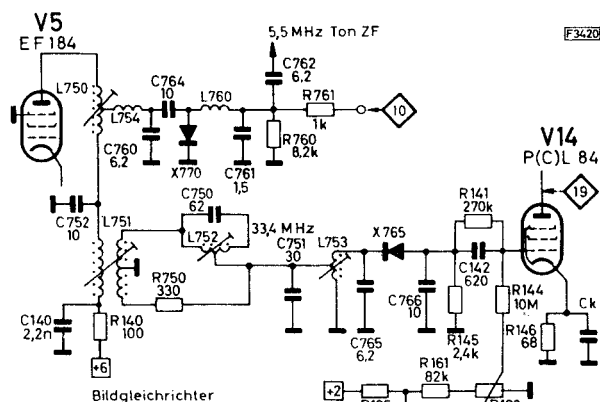 V5
EF184
5,5 MHz Ton ZF
F3420
L750
C764
10
L760
C762
6,2
R761
1k
10
L754
C760
6,2
X770
C761
1,5
R760
8,2k
V14
P(C)L 84
19
C752
10
L751
C750
62
L752
33,4 MHz
C751
30
L753
X765
R141
270k
C142
620
R144
10M
Ck
R750
330
C140
2,2n
R140
100
C765
6,2
C766
10
R145
2,4k
R146
68
+6
Bildgleichrichter
+2
R161
82k